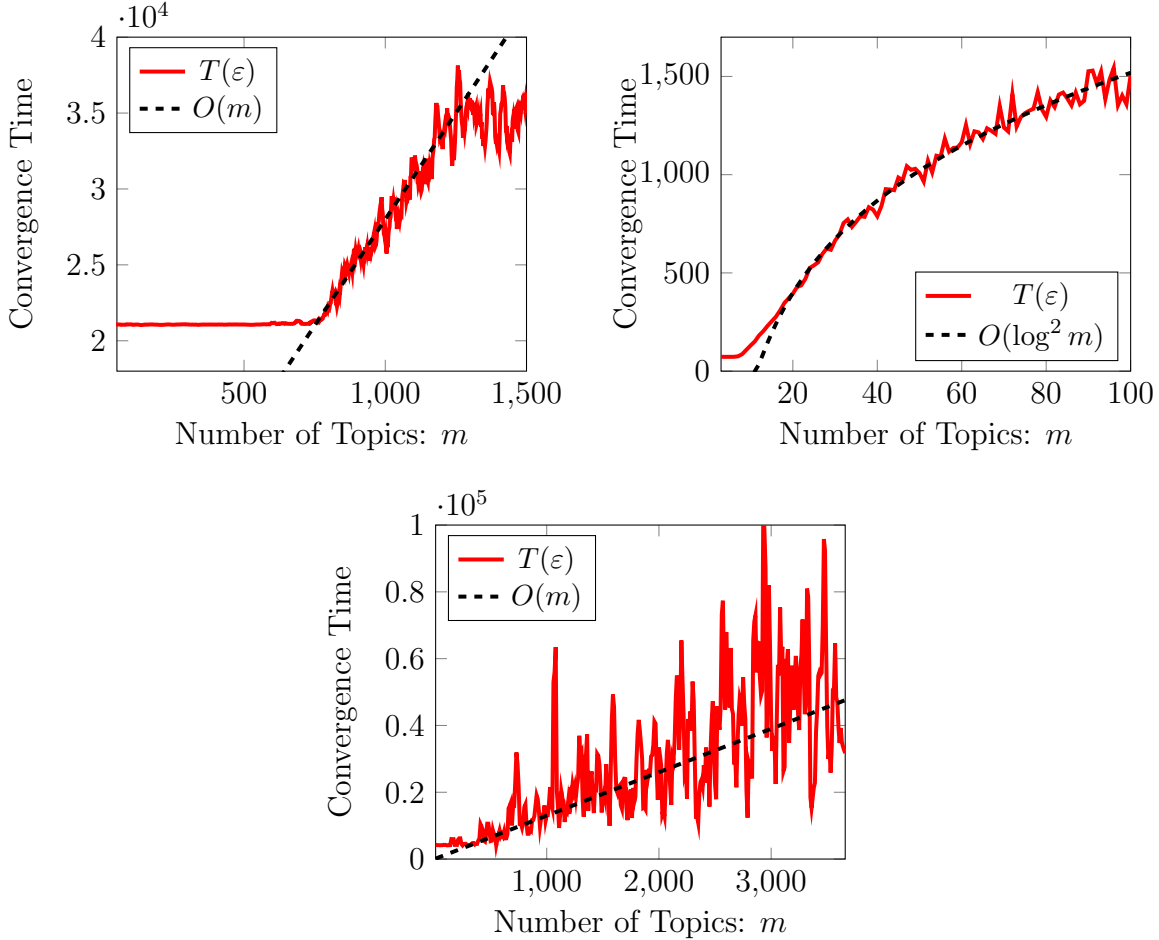 ·10^4
4
3.5
3
2.5
2
500
1,000
1,500
Convergence Time
Number of Topics: m
T(ε)
O(m)
1,500
1,000
500
0
20
40
60
80
100
Convergence Time
Number of Topics: m
T(ε)
O(log² m)
·10^5
1
0.8
0.6
0.4
0.2
0
1,000
2,000
3,000
Convergence Time
Number of Topics: m
T(ε)
O(m)